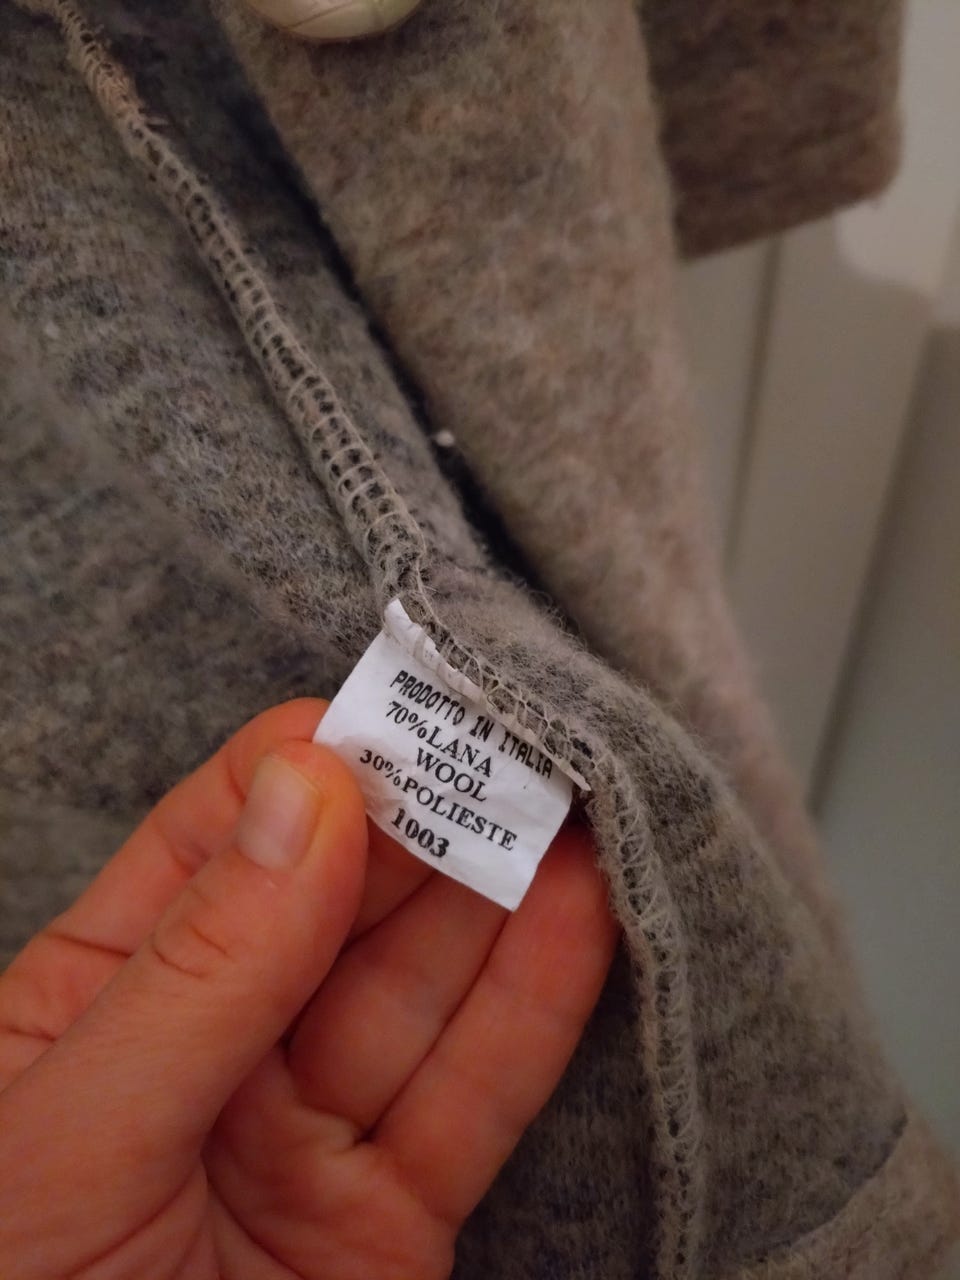 PRODOTTO IN ITALIA
70%LANA
WOOL
30%POLIESTE
1003